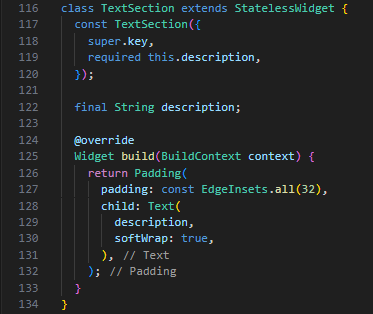 116 class TextSection extends StatelessWidget {
117   const TextSection({
118     super.key,
119     required this.description,
120   });
121
122   final String description;
123
124   @override
125   Widget build(BuildContext context) {
126     return Padding(
127       padding: const EdgeInsets.all(32),
128       child: Text(
129         description,
130         softWrap: true,
131       ), // Text
132     ); // Padding
133   }
134 }